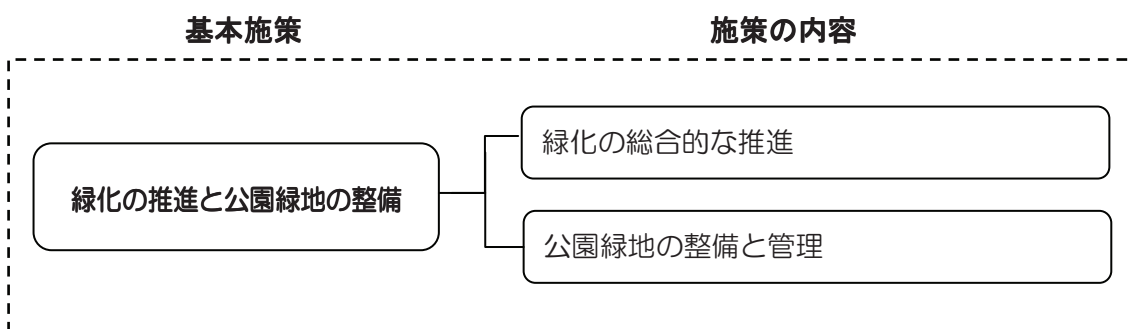 基本施策
施策の内容
緑化の推進と公園緑地の整備
緑化の総合的な推進
公園緑地の整備と管理